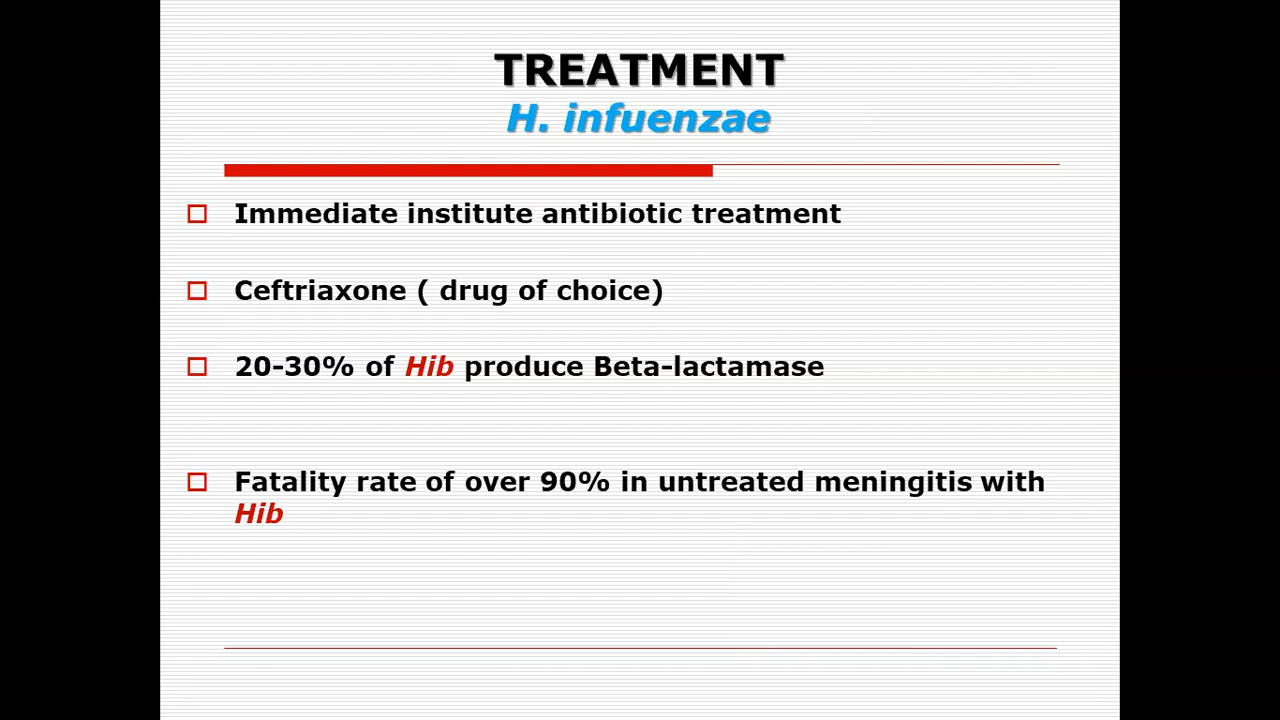 TREATMENT
H. infuenzae
Immediate institute antibiotic treatment
Ceftriaxone ( drug of choice)
20-30% of Hib produce Beta-lactamase
Fatality rate of over 90% in untreated meningitis with
Hib